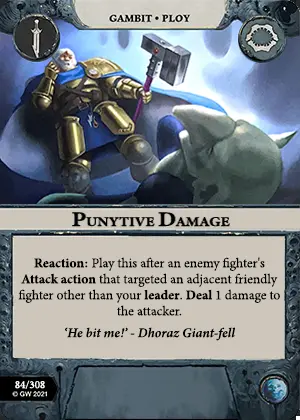 GAMBIT • PLOY
PUNYTIVE DAMAGE
Reaction: Play this after an enemy fighter's
Attack action that targeted an adjacent friendly
fighter other than your leader. Deal 1 damage to
the attacker.
‘He bit me!’ - Dhoraz Giant-fell
84/308
© GW 2021